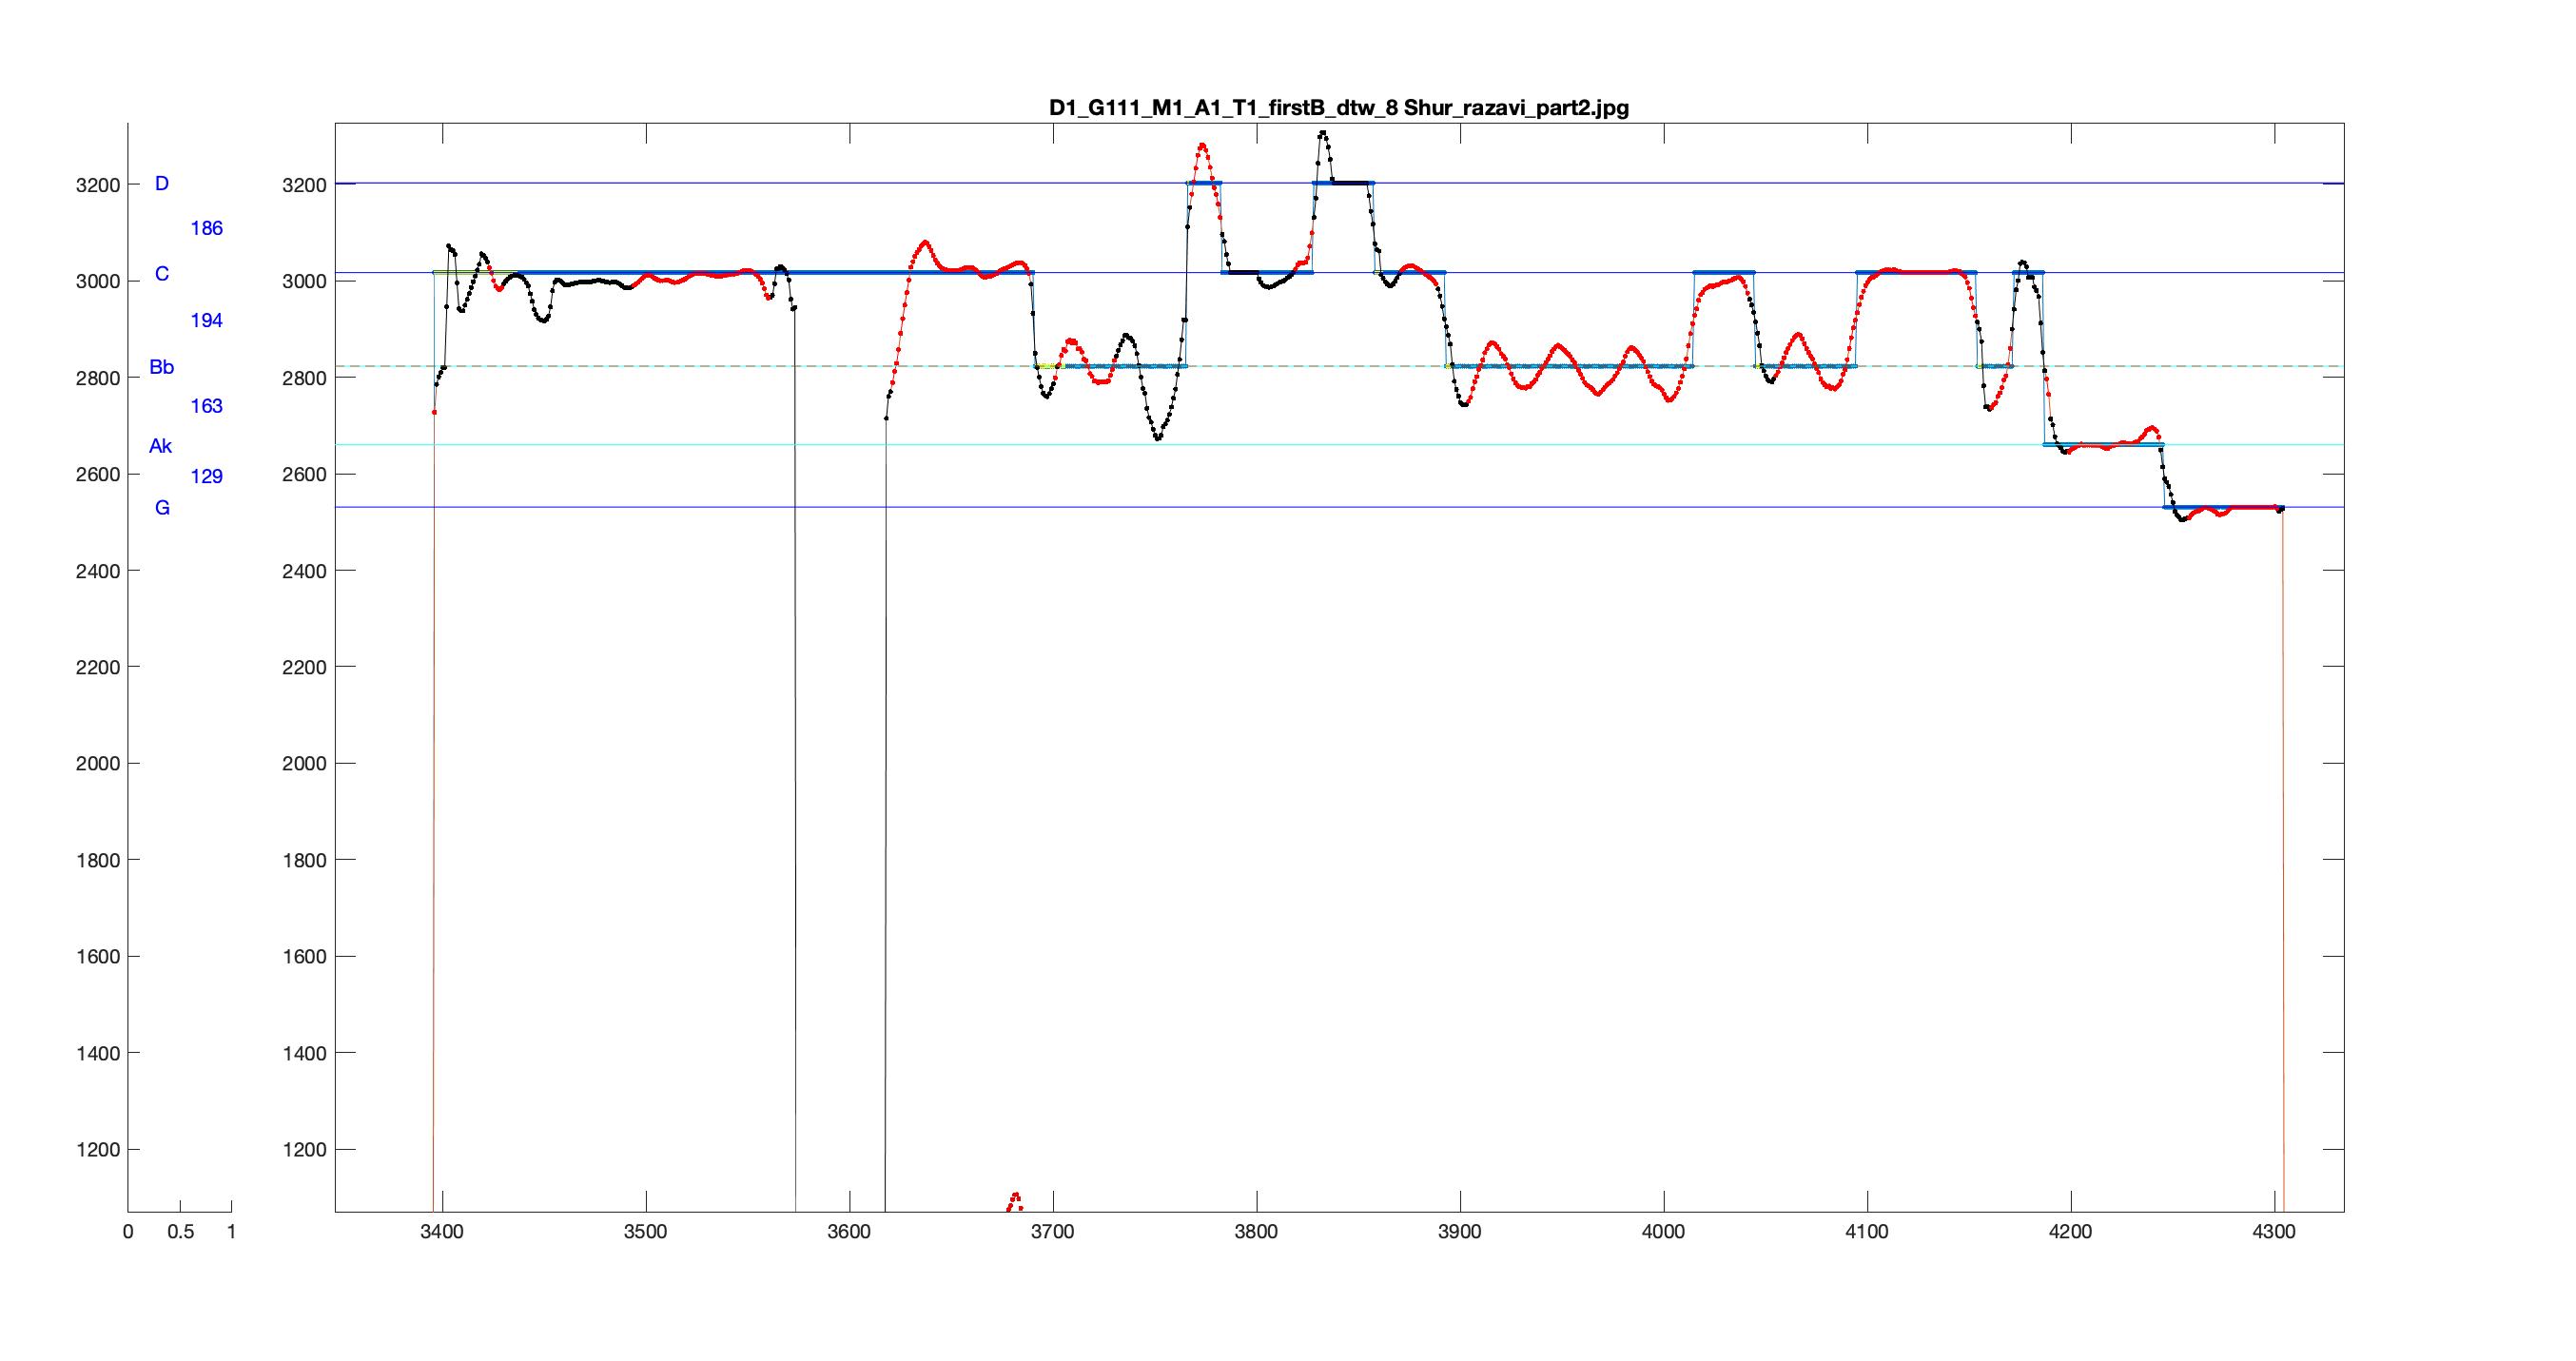 D1_G111_M1_A1_T1_firstB_dtw_8 Shur_razavi_part2.jpg
3200 D 3200
186
C
3000 3000
194
Bb
2800 2800
163
Ak
2600 2600
129
G
2400 2400
2200 2200
2000 2000
1800 1800
1600 1600
1400 1400
1200 1200
0 0.5 1 3400 3500 3600 3700 3800 3900 4000 4100 4200 4300